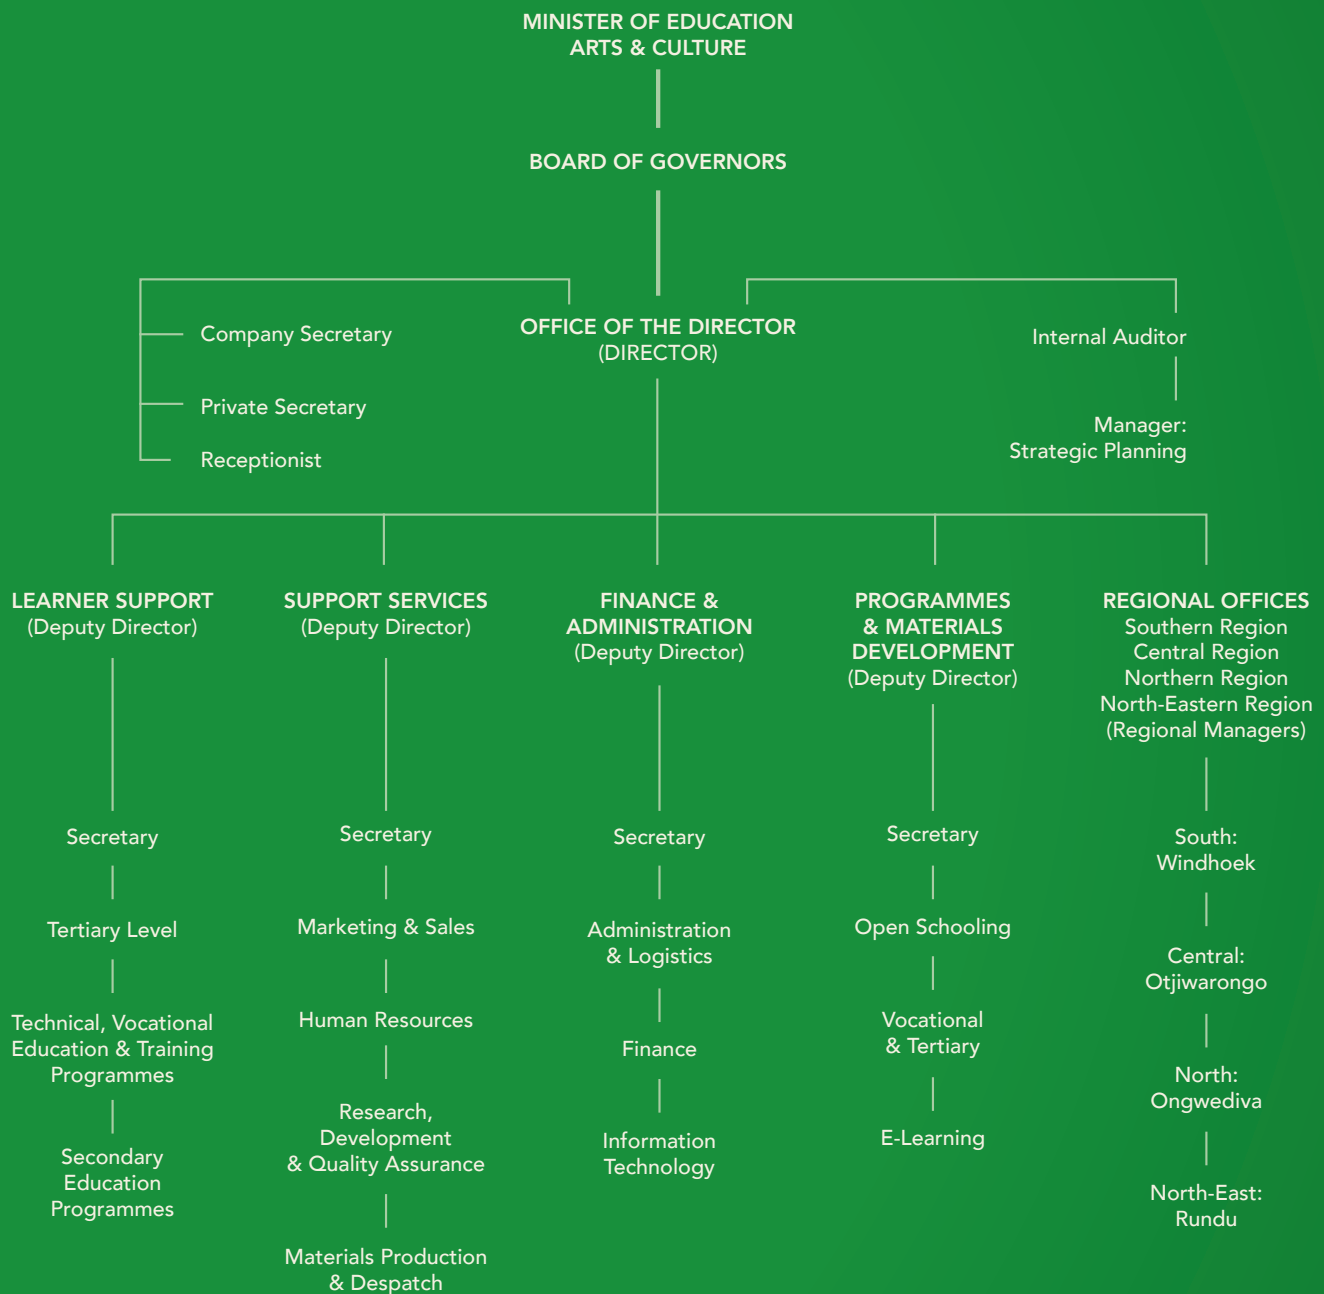 MINISTER OF EDUCATION
ARTS & CULTURE
BOARD OF GOVERNORS
OFFICE OF THE DIRECTOR
(DIRECTOR)
Company Secretary
Private Secretary
Receptionist
Internal Auditor
Manager:
Strategic Planning
LEARNER SUPPORT
(Deputy Director)
Secretary
Tertiary Level
Technical, Vocational
Education & Training
Programmes
Secondary
Education
Programmes
SUPPORT SERVICES
(Deputy Director)
Secretary
Marketing & Sales
Human Resources
Research,
Development
& Quality Assurance
Materials Production
& Despatch
FINANCE &
ADMINISTRATION
(Deputy Director)
Secretary
Administration
& Logistics
Finance
Information
Technology
PROGRAMMES
& MATERIALS
DEVELOPMENT
(Deputy Director)
Secretary
Open Schooling
Vocational
& Tertiary
E-Learning
REGIONAL OFFICES
Southern Region
Central Region
Northern Region
North-Eastern Region
(Regional Managers)
South:
Windhoek
Central:
Otjiwarongo
North:
Ongwediva
North-East:
Rundu